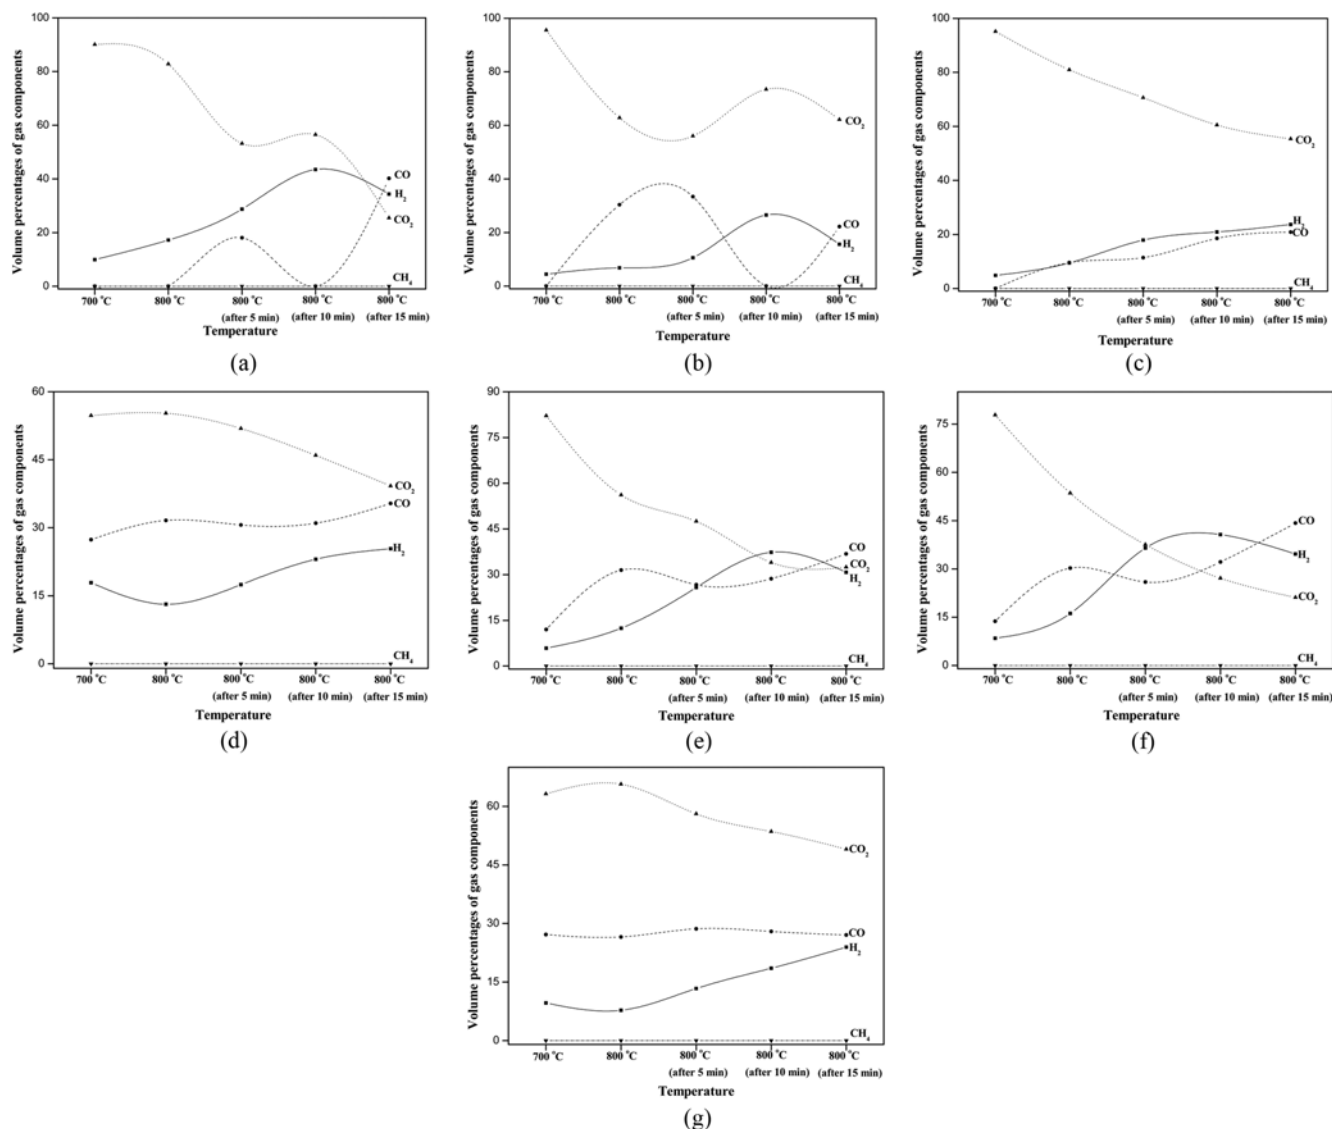 Volume percentages of gas components
100
80
60
40
20
0
CO
H₂
CO₂
CH₄
700 °C 800 °C 800 °C 800 °C 800 °C
(after 5 min) (after 10 min) (after 15 min)
Temperature
(a)
Volume percentages of gas components
100
80
60
40
20
0
CO₂
CO
H₂
CH₄
700 °C 800 °C 800 °C 800 °C 800 °C
(after 5 min) (after 10 min) (after 15 min)
Temperature
(b)
Volume percentages of gas components
100
80
60
40
20
0
CO₂
H₂
CO
CH₄
700 °C 800 °C 800 °C 800 °C 800 °C
(after 5 min) (after 10 min) (after 15 min)
Temperature
(c)
Volume percentages of gas components
60
45
30
15
0
CO₂
CO
H₂
CH₄
700 °C 800 °C 800 °C 800 °C 800 °C
(after 5 min) (after 10 min) (after 15 min)
Temperature
(d)
Volume percentages of gas components
90
75
60
45
30
15
0
CO
CO₂
H₂
CH₄
700 °C 800 °C 800 °C 800 °C 800 °C
(after 5 min) (after 10 min) (after 15 min)
Temperature
(e)
Volume percentages of gas components
75
60
45
30
15
0
CO
H₂
CO₂
CH₄
700 °C 800 °C 800 °C 800 °C 800 °C
(after 5 min) (after 10 min) (after 15 min)
Temperature
(f)
Volume percentages of gas components
60
45
30
15
0
CO₂
CO
H₂
CH₄
700 °C 800 °C 800 °C 800 °C 800 °C
(after 5 min) (after 10 min) (after 15 min)
Temperature
(g)